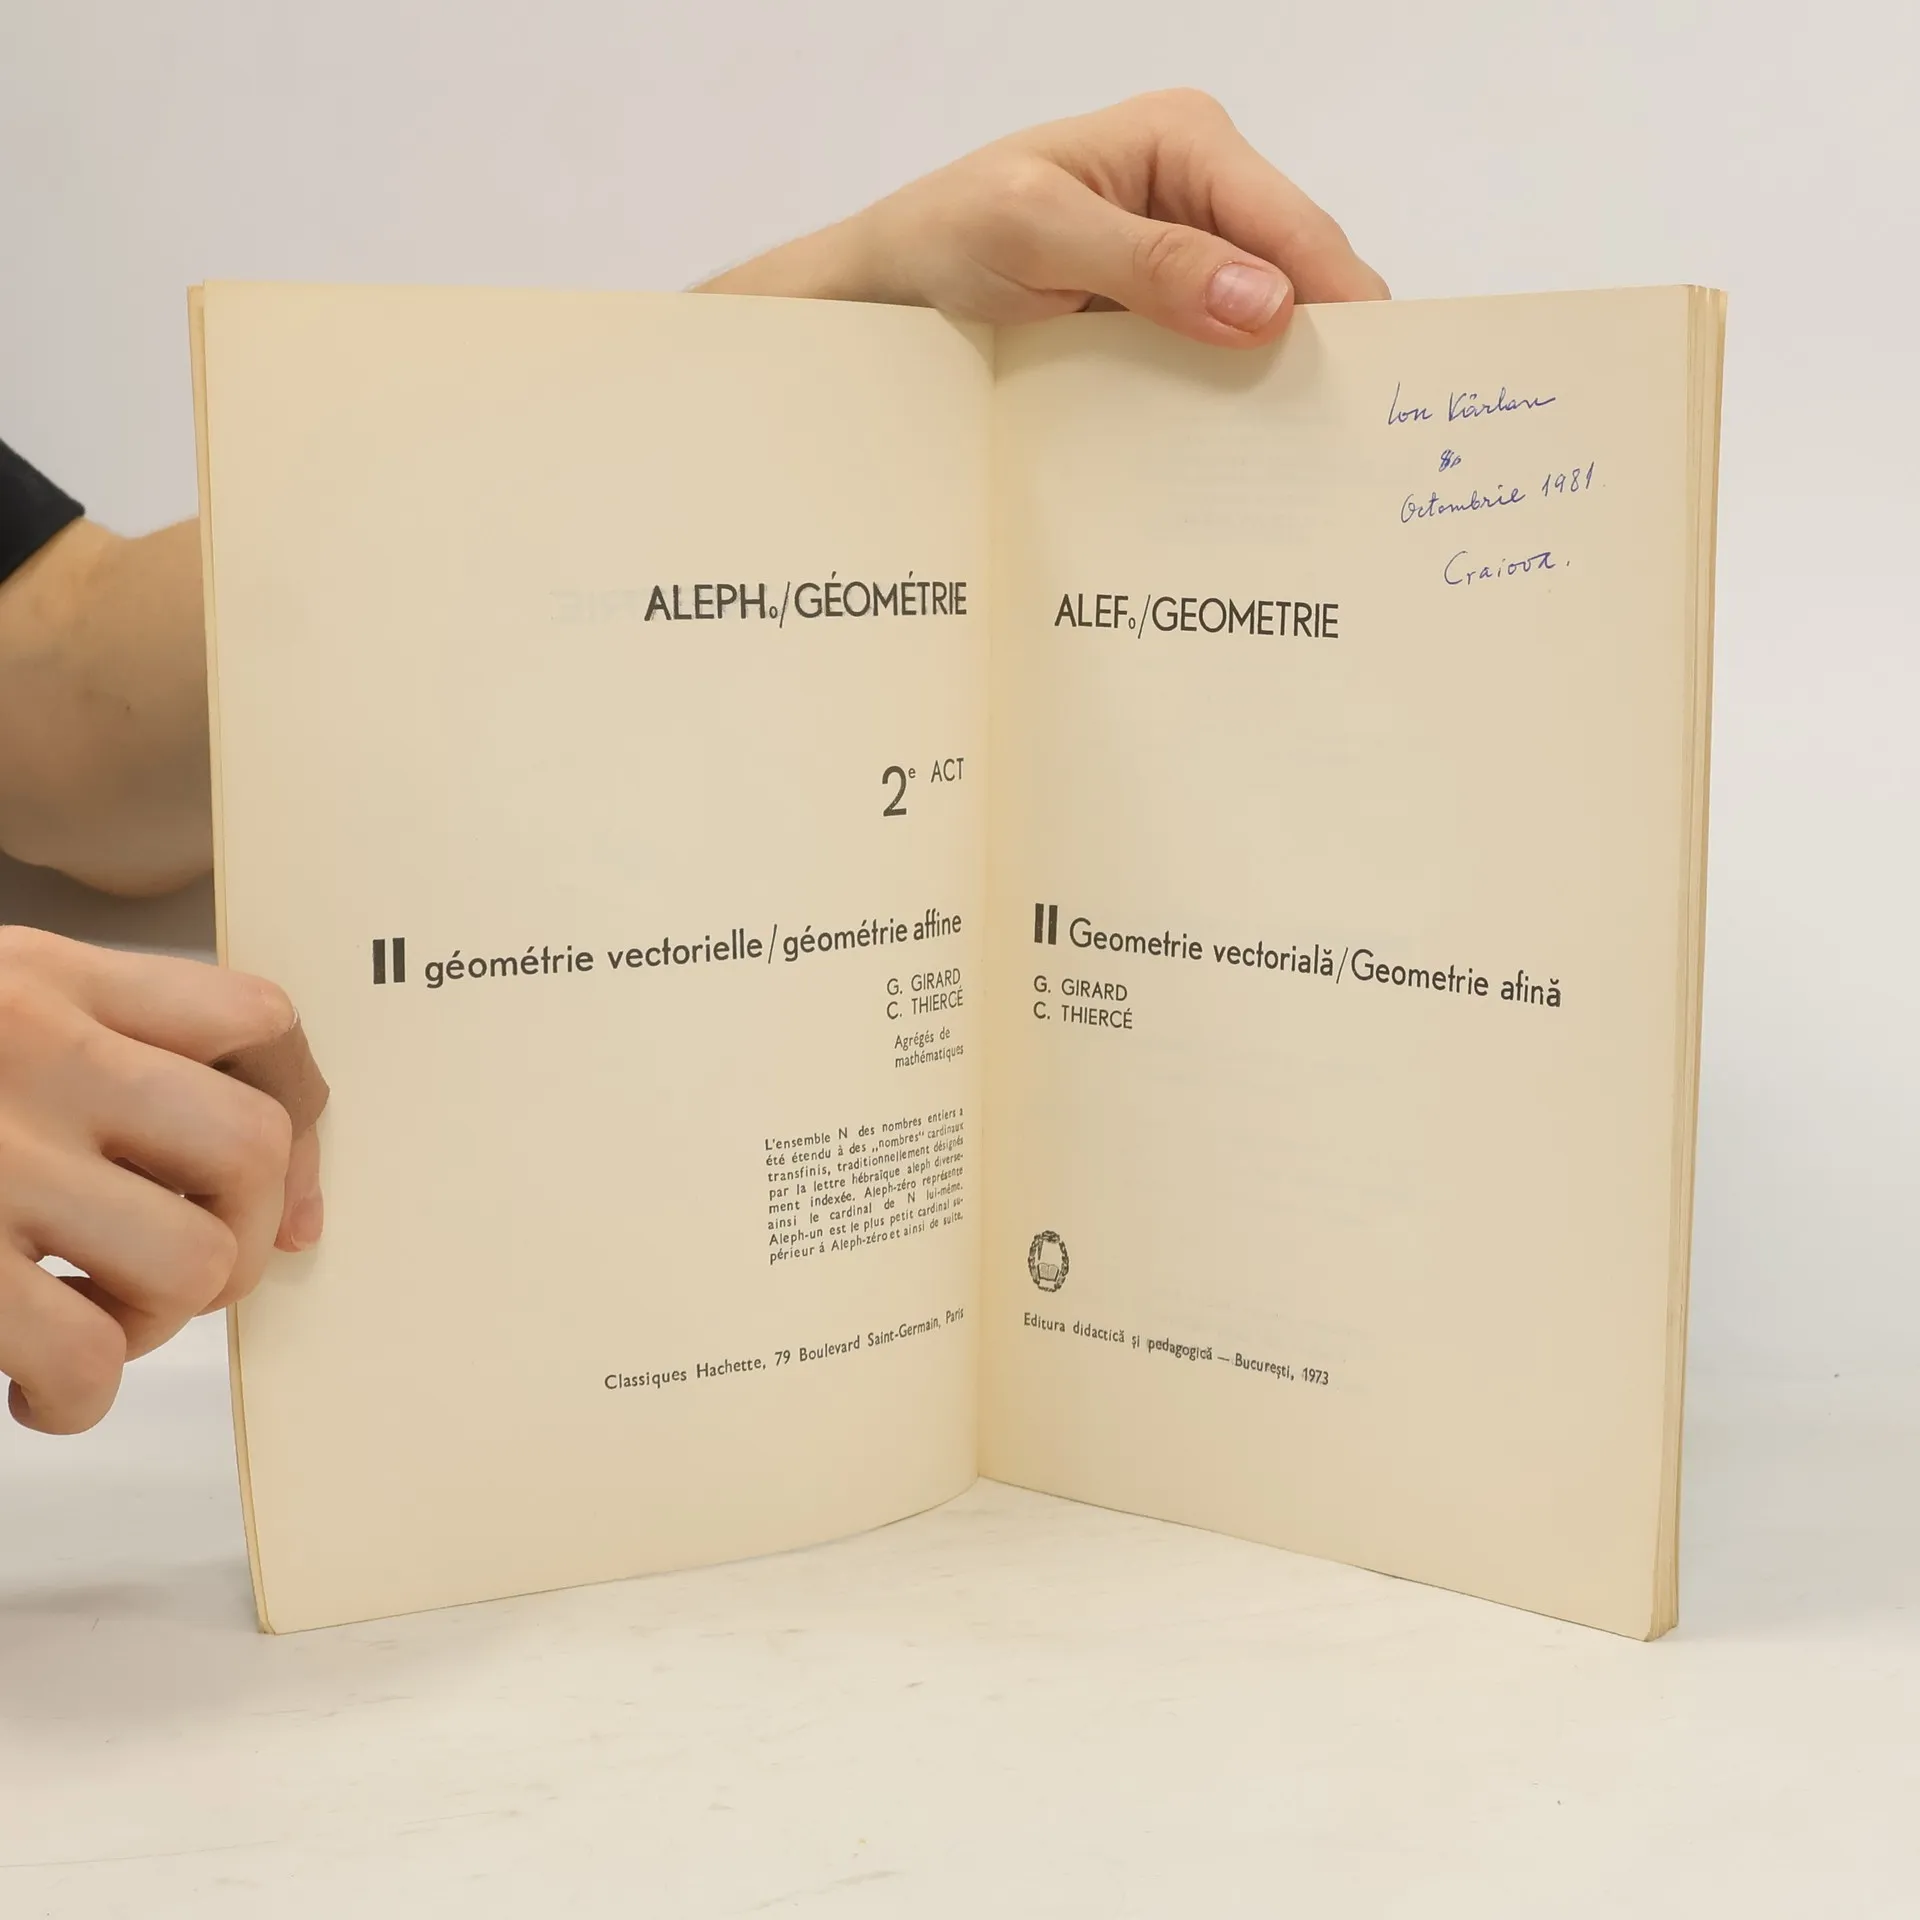 ALEPH₀/GÉOMÉTRIE
2e ACT
II géométrie vectorielle/géométrie affine
G. GIRARD
C. THIERCÉ
Agrégés de
mathématiques
L'ensemble N des nombres entiers a
été étendu à des „nombres“ cardinaux
transfinis, traditionnellement désignés
par la lettre hébraïque aleph diverse-
ment indexée. Aleph-zéro représente
ainsi le cardinal de N lui-même.
Aleph-un est le plus petit cardinal su-
périeur á Aleph-zéro et ainsi de suite.
Classiques Hachette, 79 Boulevard Saint-Germain, Paris
Ion
Octombrie 1981.
Craiova.
ALEF₀/GEOMETRIE
II Geometrie vectorială/Geometrie afină
G. GIRARD
C. THIERCÉ
Editura didactică și pedagogică — București, 1973